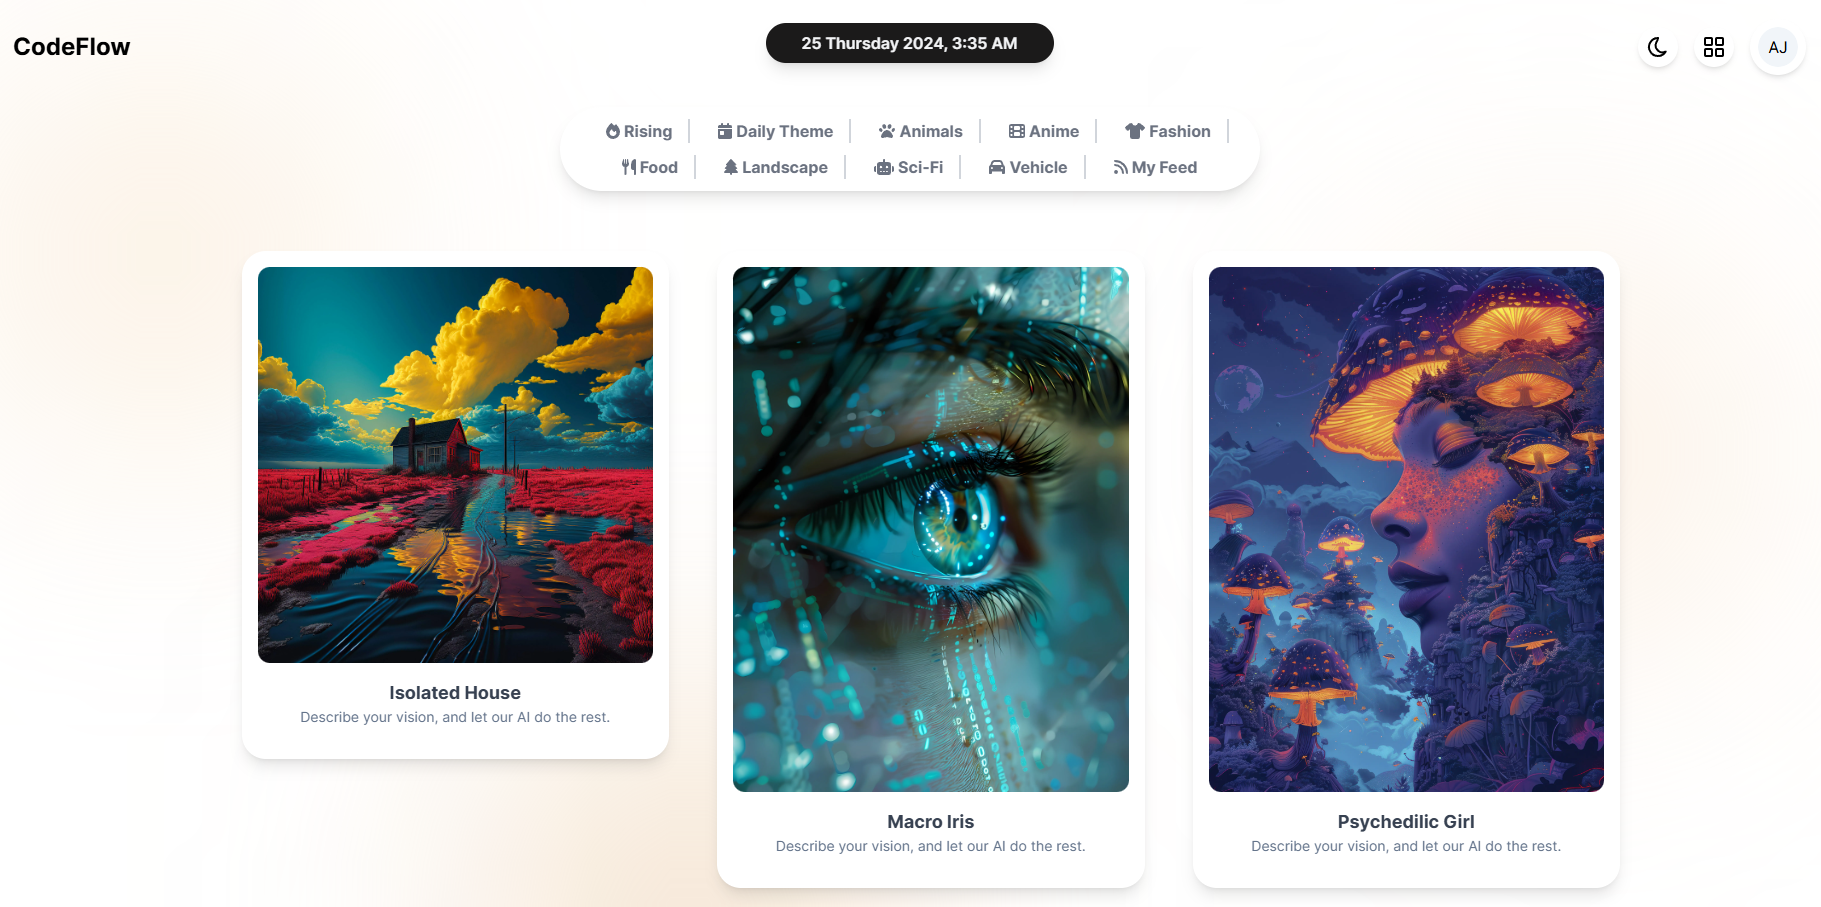 CodeFlow
25 Thursday 2024, 3:35 AM
AJ
Rising Daily Theme Animals Anime Fashion
Food Landscape Sci-Fi Vehicle My Feed
Isolated House
Describe your vision, and let our AI do the rest.
Macro Iris
Describe your vision, and let our AI do the rest.
Psychedilic Girl
Describe your vision, and let our AI do the rest.